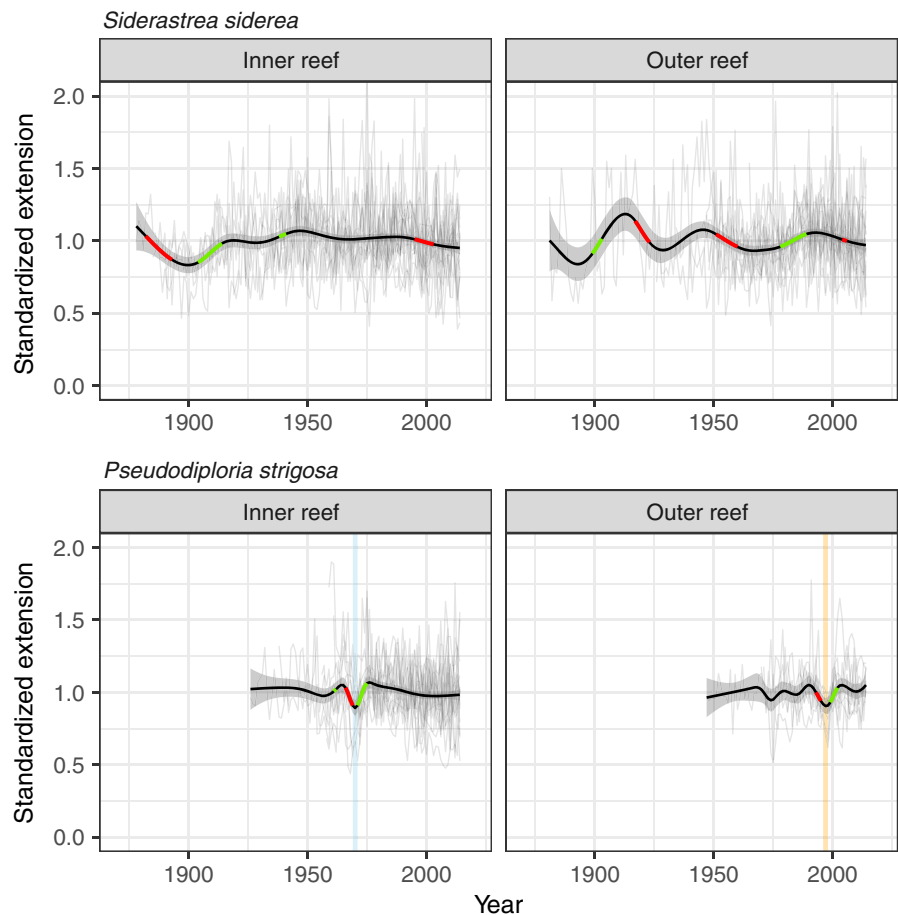 Siderastrea siderea
Inner reef
Outer reef
Standardized extension
2.0
1.5
1.0
0.5
0.0
1900
1950
2000
1900
1950
2000
Pseudodiploria strigosa
Inner reef
Outer reef
Standardized extension
2.0
1.5
1.0
0.5
0.0
1900
1950
2000
1900
1950
2000
Year